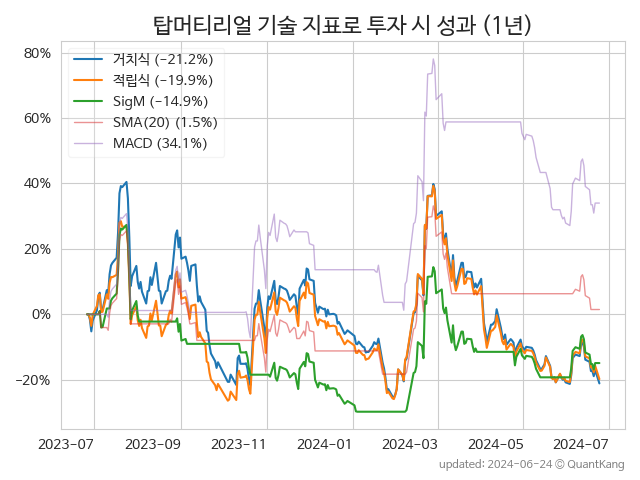 탑머티리얼 기술 지표로 투자 시 성과 (1년)
거치식 (−21.2%)
적립식 (−19.9%)
SigM (−14.9%)
SMA(20) (1.5%)
MACD (34.1%)
80%
60%
40%
20%
0%
−20%
2023-07 2023-09 2023-11 2024-01 2024-03 2024-05 2024-07
updated: 2024-06-24 © QuantKang